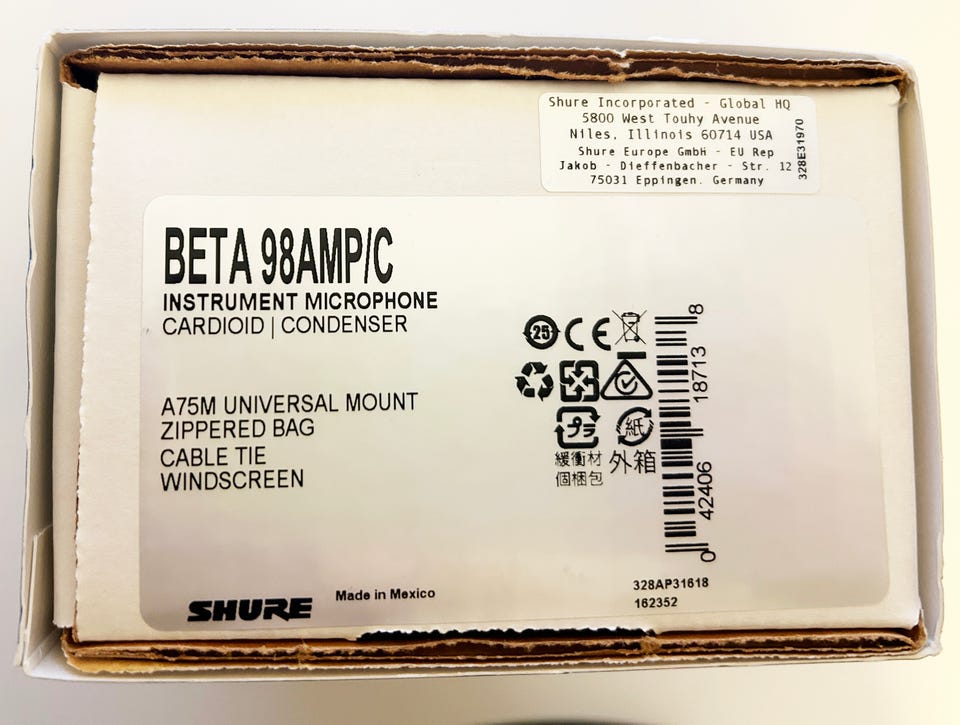 Shure Incorporated - Global HQ
5800 West Touhy Avenue
Niles, Illinois 60714 USA
Shure Europe GmbH - EU Rep
Jakob - Dieffenbacher - Str. 12
75031 Eppingen. Germany
328E31970
BETA 98AMP/C
INSTRUMENT MICROPHONE
CARDIOID | CONDENSER
A75M UNIVERSAL MOUNT
ZIPPERED BAG
CABLE TIE
WINDSCREEN
25 CE
プラ 紙
緩衝材 外箱
個梱包
0 42406 18713 8
SHURE Made in Mexico
328AP31618
162352